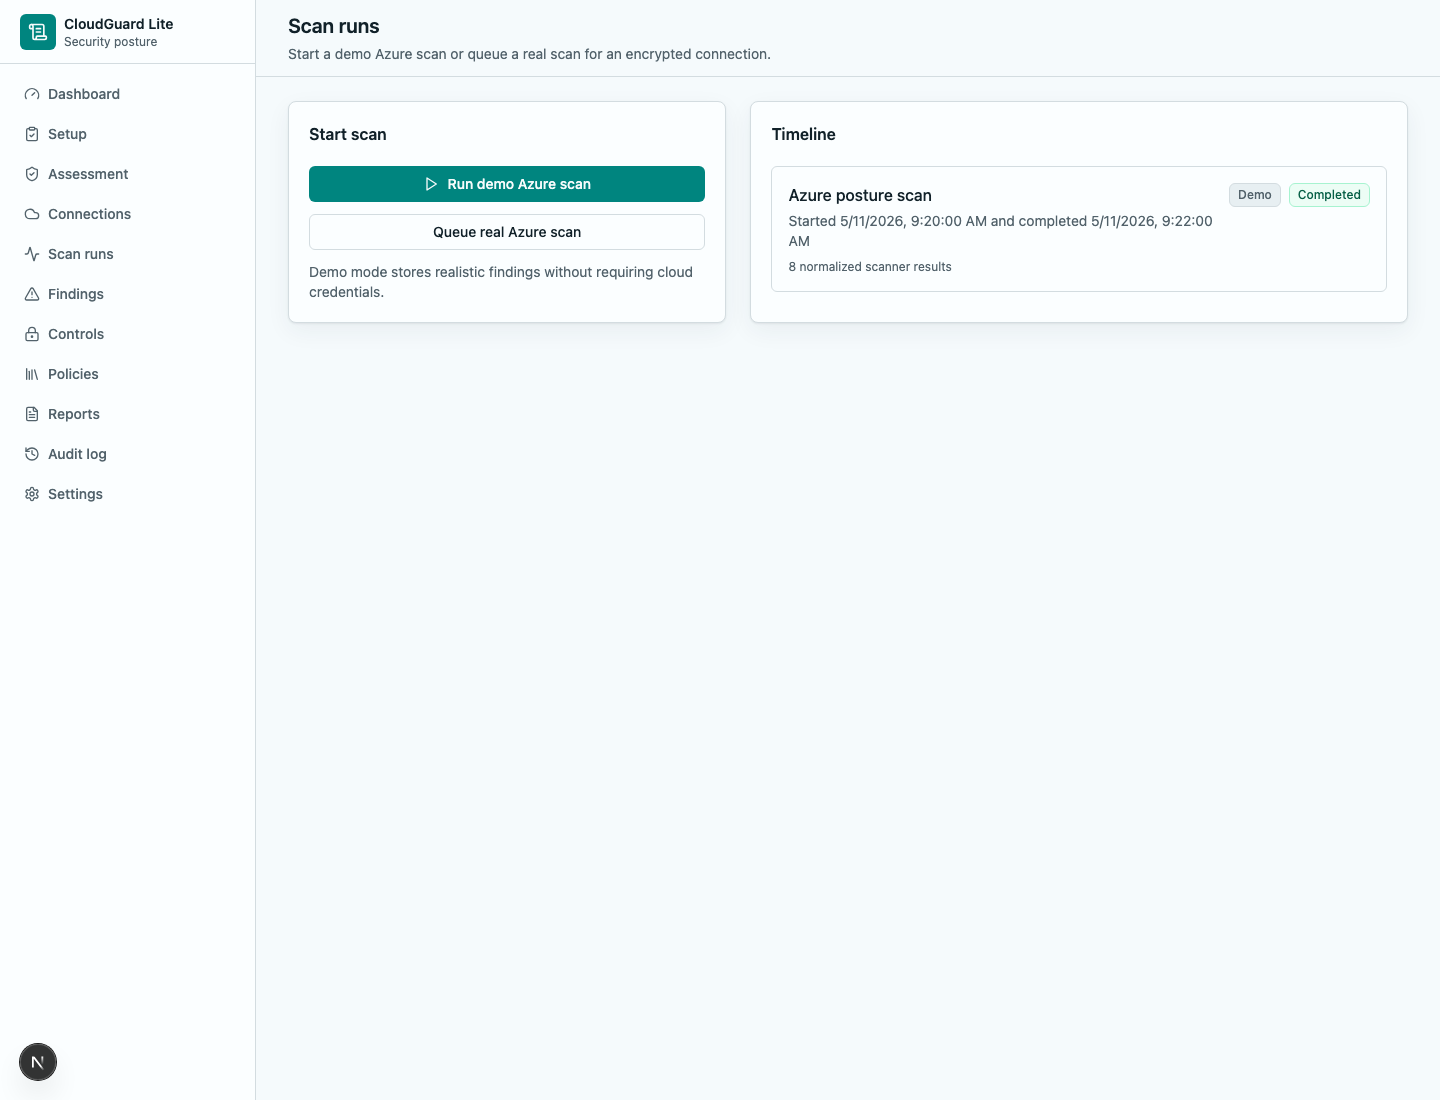 CloudGuard Lite
Security posture
Dashboard
Setup
Assessment
Connections
Scan runs
Findings
Controls
Policies
Reports
Audit log
Settings
N
Scan runs
Start a demo Azure scan or queue a real scan for an encrypted connection.
Start scan
Run demo Azure scan
Queue real Azure scan
Demo mode stores realistic findings without requiring cloud
credentials.
Timeline
Azure posture scan
Demo
Completed
Started 5/11/2026, 9:20:00 AM and completed 5/11/2026, 9:22:00
AM
8 normalized scanner results